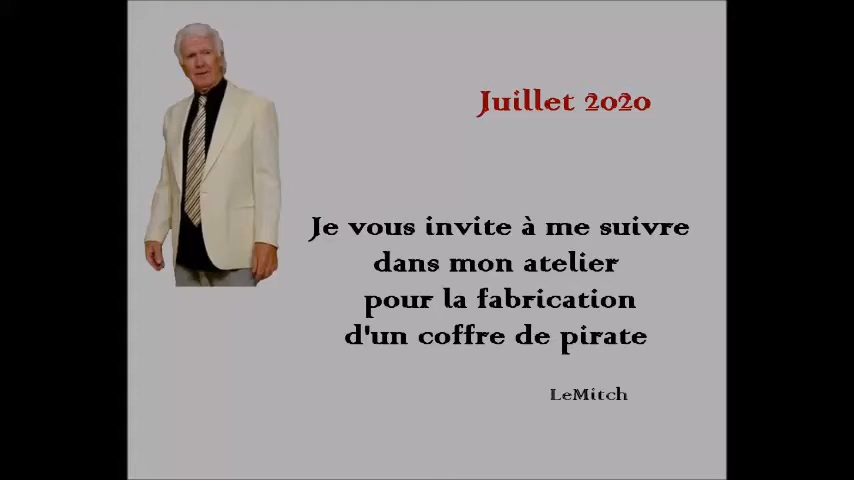 Juillet 2020
Je vous invite à me suivre
dans mon atelier
pour la fabrication
d'un coffre de pirate
LeMitch